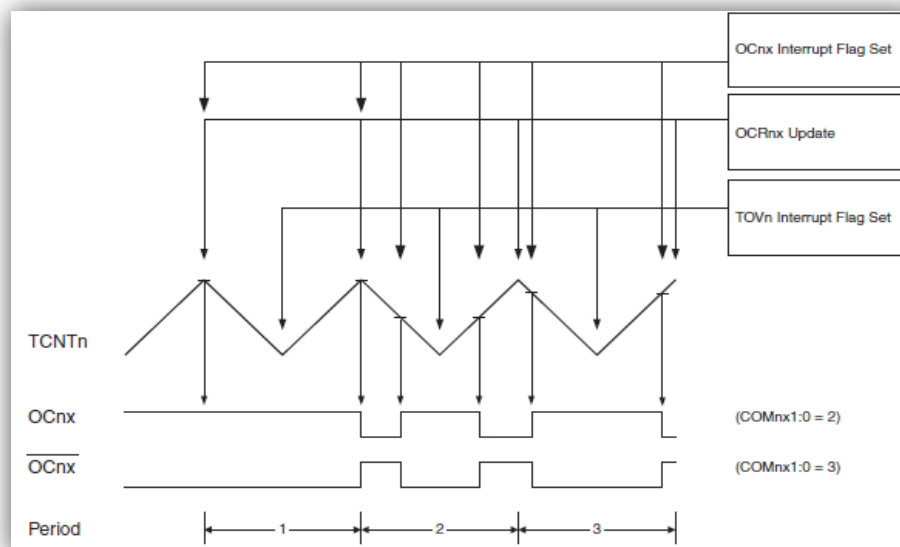 OCnx Interrupt Flag Set
OCRnx Update
TOVn Interrupt Flag Set
TCNTn
OCnx
(COMnx1:0 = 2)
OCnx
(COMnx1:0 = 3)
Period
1
2
3